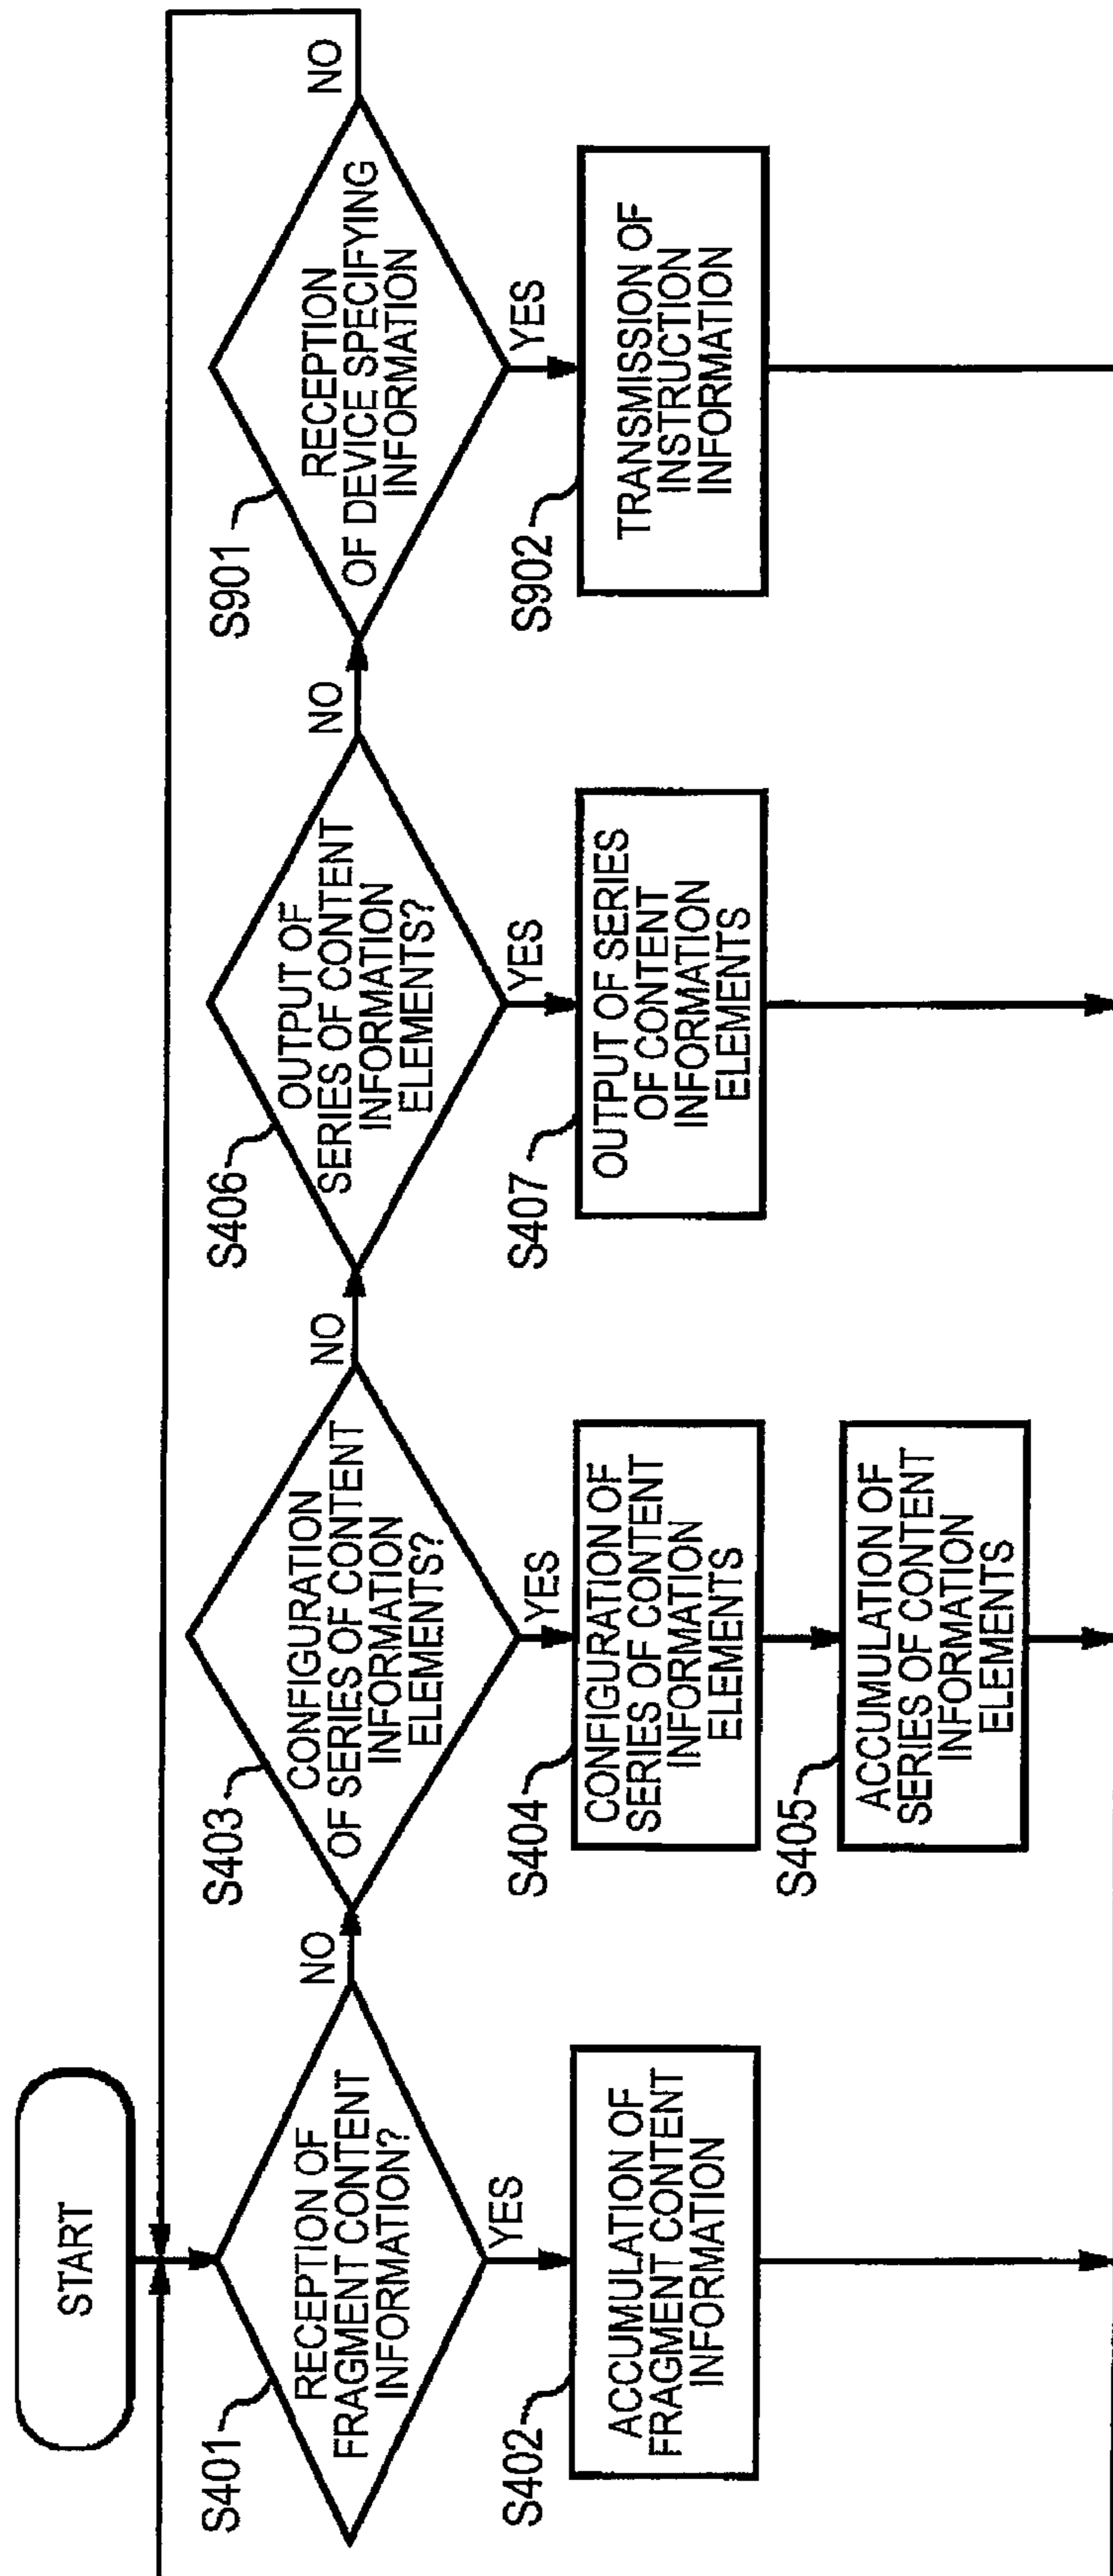 START
S401
RECEPTION OF
FRAGMENT CONTENT
INFORMATION?
NO
YES
S402
ACCUMULATION OF
FRAGMENT CONTENT
INFORMATION
S403
CONFIGURATION
OF SERIES OF CONTENT
INFORMATION
ELEMENTS?
NO
YES
S404
CONFIGURATION OF
SERIES OF CONTENT
INFORMATION
ELEMENTS
S405
ACCUMULATION OF
SERIES OF CONTENT
INFORMATION
ELEMENTS
S406
OUTPUT OF
SERIES OF CONTENT
INFORMATION
ELEMENTS?
NO
YES
S407
OUTPUT OF SERIES
OF CONTENT
INFORMATION
ELEMENTS
S901
RECEPTION
OF DEVICE SPECIFYING
INFORMATION
NO
YES
S902
TRANSMISSION OF
INSTRUCTION
INFORMATION